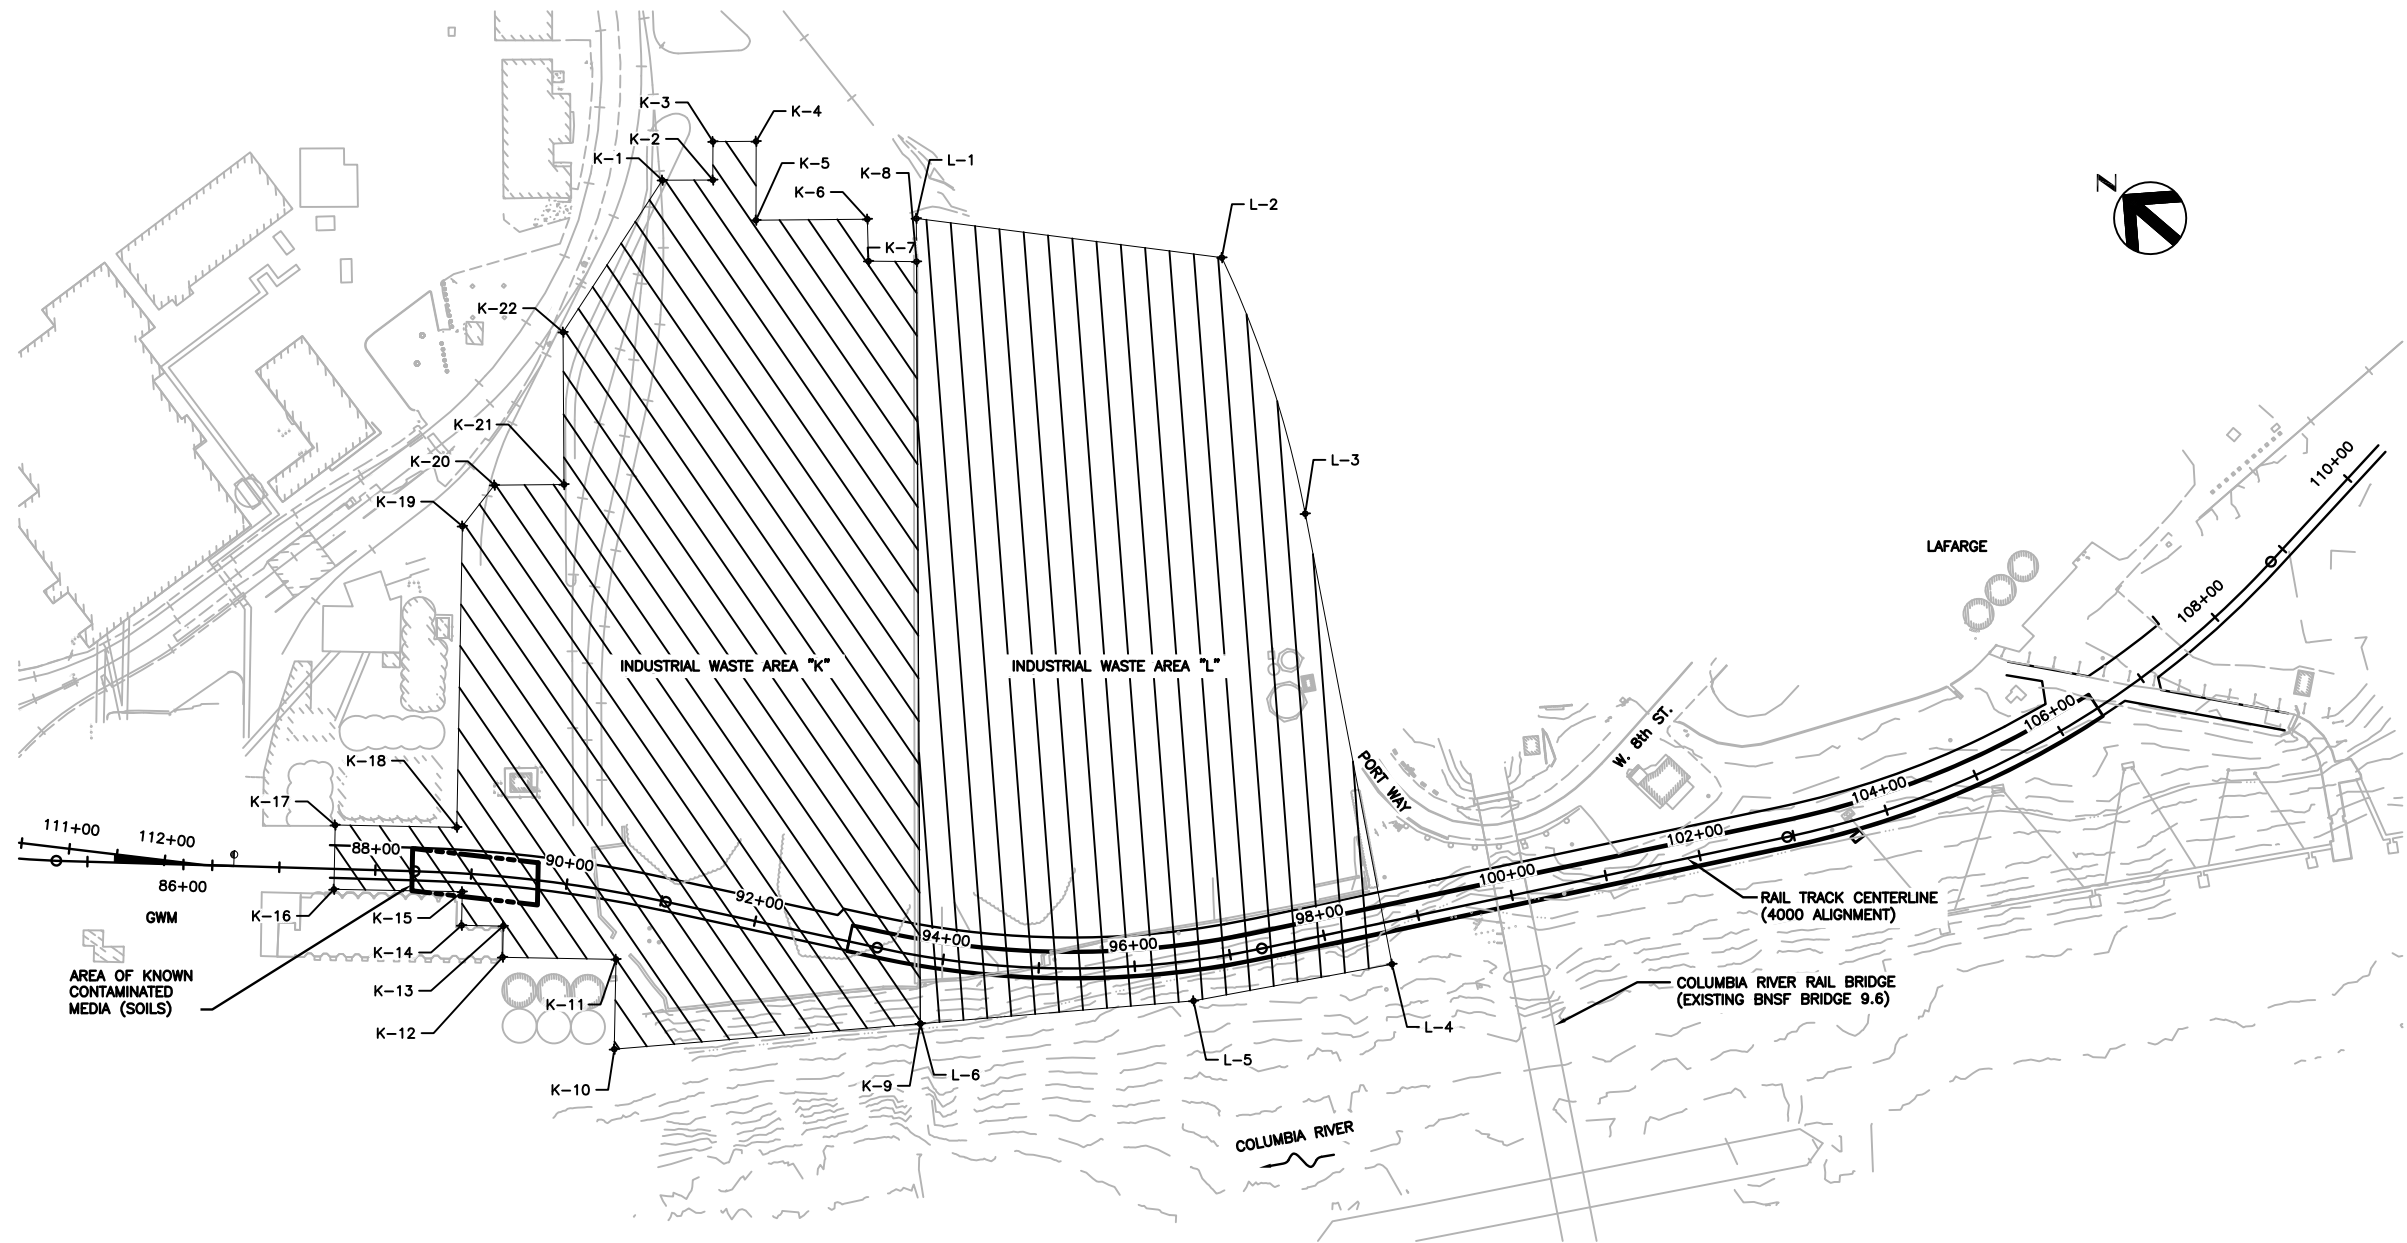 K-3
K-4
K-2
K-1
K-5
K-8
L-1
K-6
N
L-2
K-7
K-22
K-21
K-20
K-19
L-3
110+00
LAFARGE
108+00
INDUSTRIAL WASTE AREA "K"
INDUSTRIAL WASTE AREA "L"
106+00
W. 8th ST.
PORT WAY
K-18
K-17
104+00
111+00
112+00
88+00
90+00
102+00
86+00
92+00
100+00
98+00
94+00
96+00
GWM
K-16
K-15
K-14
K-13
K-12
K-11
RAIL TRACK CENTERLINE
(4000 ALIGNMENT)
AREA OF KNOWN
CONTAMINATED
MEDIA (SOILS)
COLUMBIA RIVER RAIL BRIDGE
(EXISTING BNSF BRIDGE 9.6)
L-4
L-5
L-6
K-9
K-10
COLUMBIA RIVER